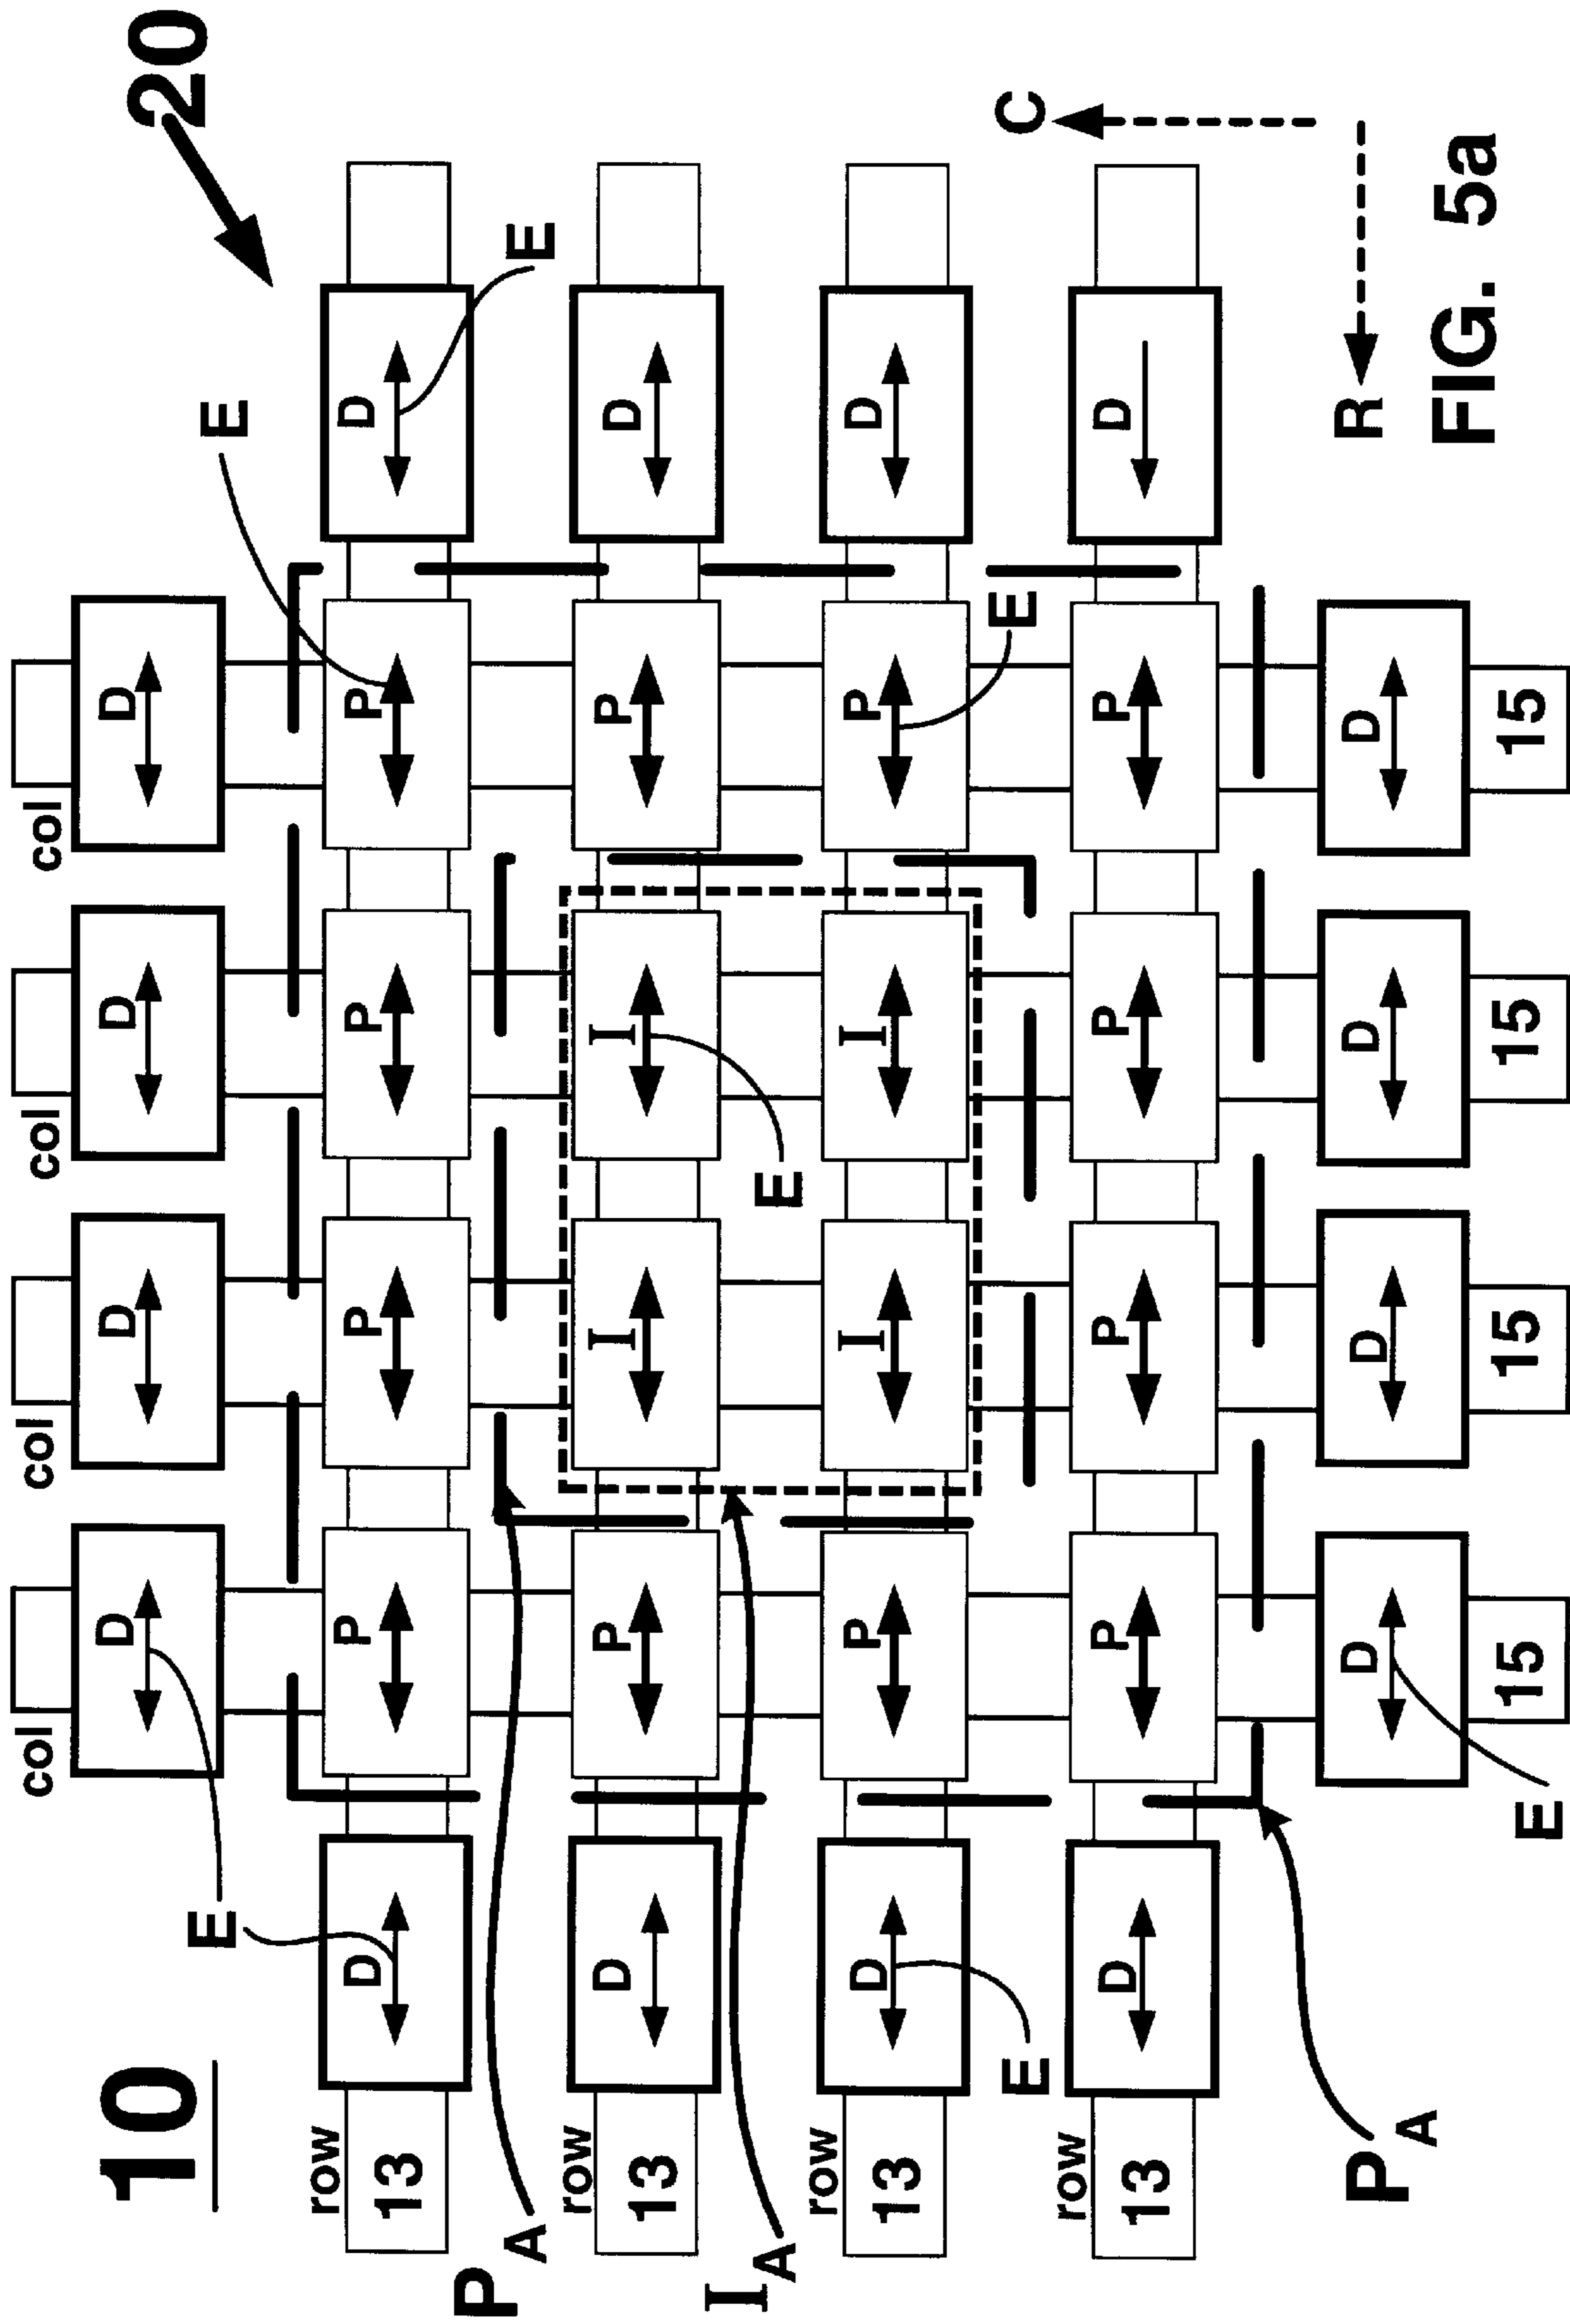 col col col col
D D D D
10 20
E E
row
13 D P P P P D
PA E
row
13 D P I I P D
IA E
row
13 D P I I P D
E E C
row
13 D P P P P D
PA D D D D R
FIG. 5a
E 15 15 15 15